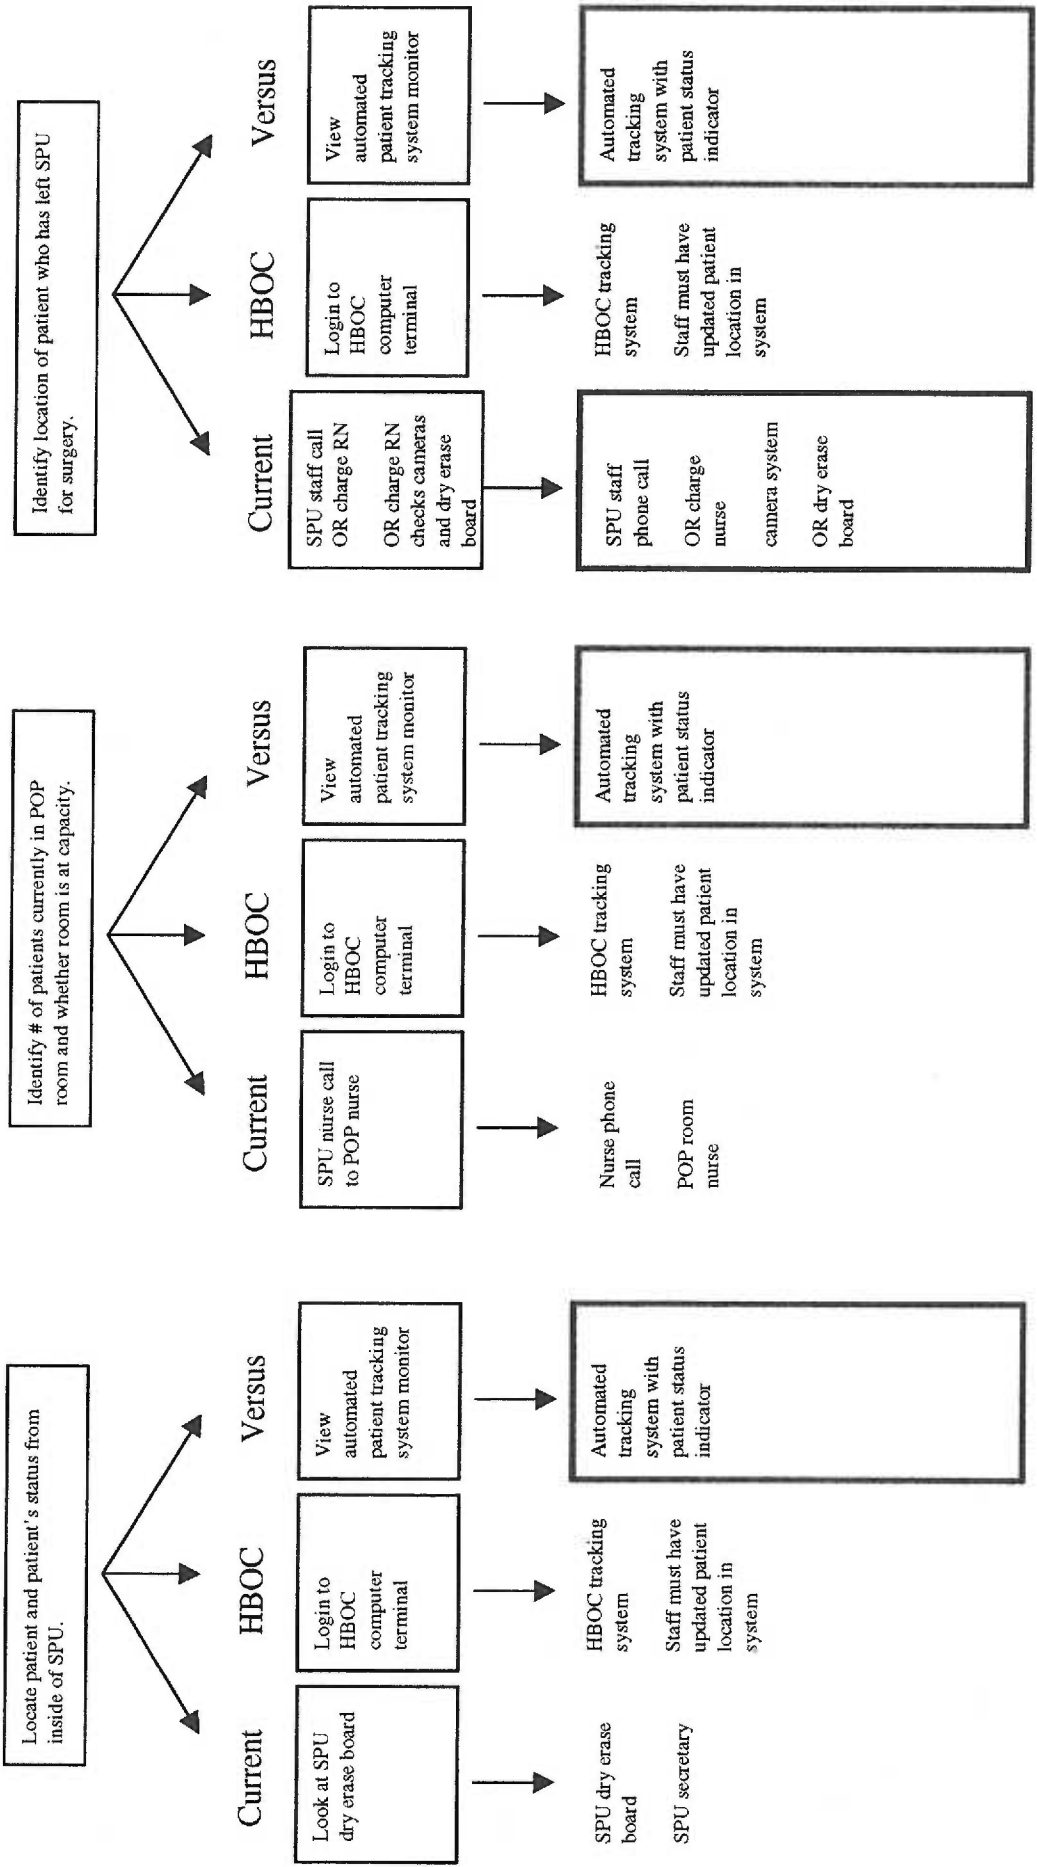 Locate patient and patient's status from
inside of SPU.
Current
HBOC
Versus
Look at SPU
dry erase board
Login to
HBOC
computer
terminal
View
automated
patient tracking
system monitor
SPU dry erase
board
SPU secretary
HBOC tracking
system
Staff must have
updated patient
location in
system
Automated
tracking
system with
patient status
indicator
Identify # of patients currently in POP
room and whether room is at capacity.
Current
HBOC
Versus
SPU nurse call
to POP nurse
Login to
HBOC
computer
terminal
View
automated
patient tracking
system monitor
Nurse phone
call
POP room
nurse
HBOC tracking
system
Staff must have
updated patient
location in
system
Automated
tracking
system with
patient status
indicator
Identify location of patient who has left SPU
for surgery.
Current
HBOC
Versus
SPU staff call
OR charge RN
OR charge RN
checks cameras
and dry erase
board
Login to
HBOC
computer
terminal
View
automated
patient tracking
system monitor
SPU staff
phone call
OR charge
nurse
camera system
OR dry erase
board
HBOC tracking
system
Staff must have
updated patient
location in
system
Automated
tracking
system with
patient status
indicator